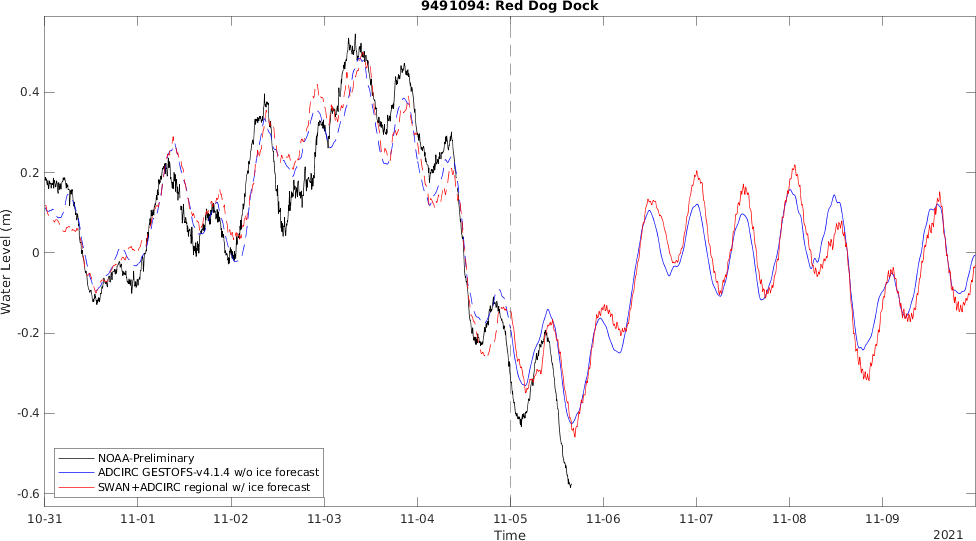 9491094: Red Dog Dock
Water Level (m)
0.4
0.2
0
-0.2
-0.4
-0.6
NOAA-Preliminary
ADCIRC GESTOFS-v4.1.4 w/o ice forecast
SWAN+ADCIRC regional w/ ice forecast
10-31 11-01 11-02 11-03 11-04 11-05 11-06 11-07 11-08 11-09
Time
2021